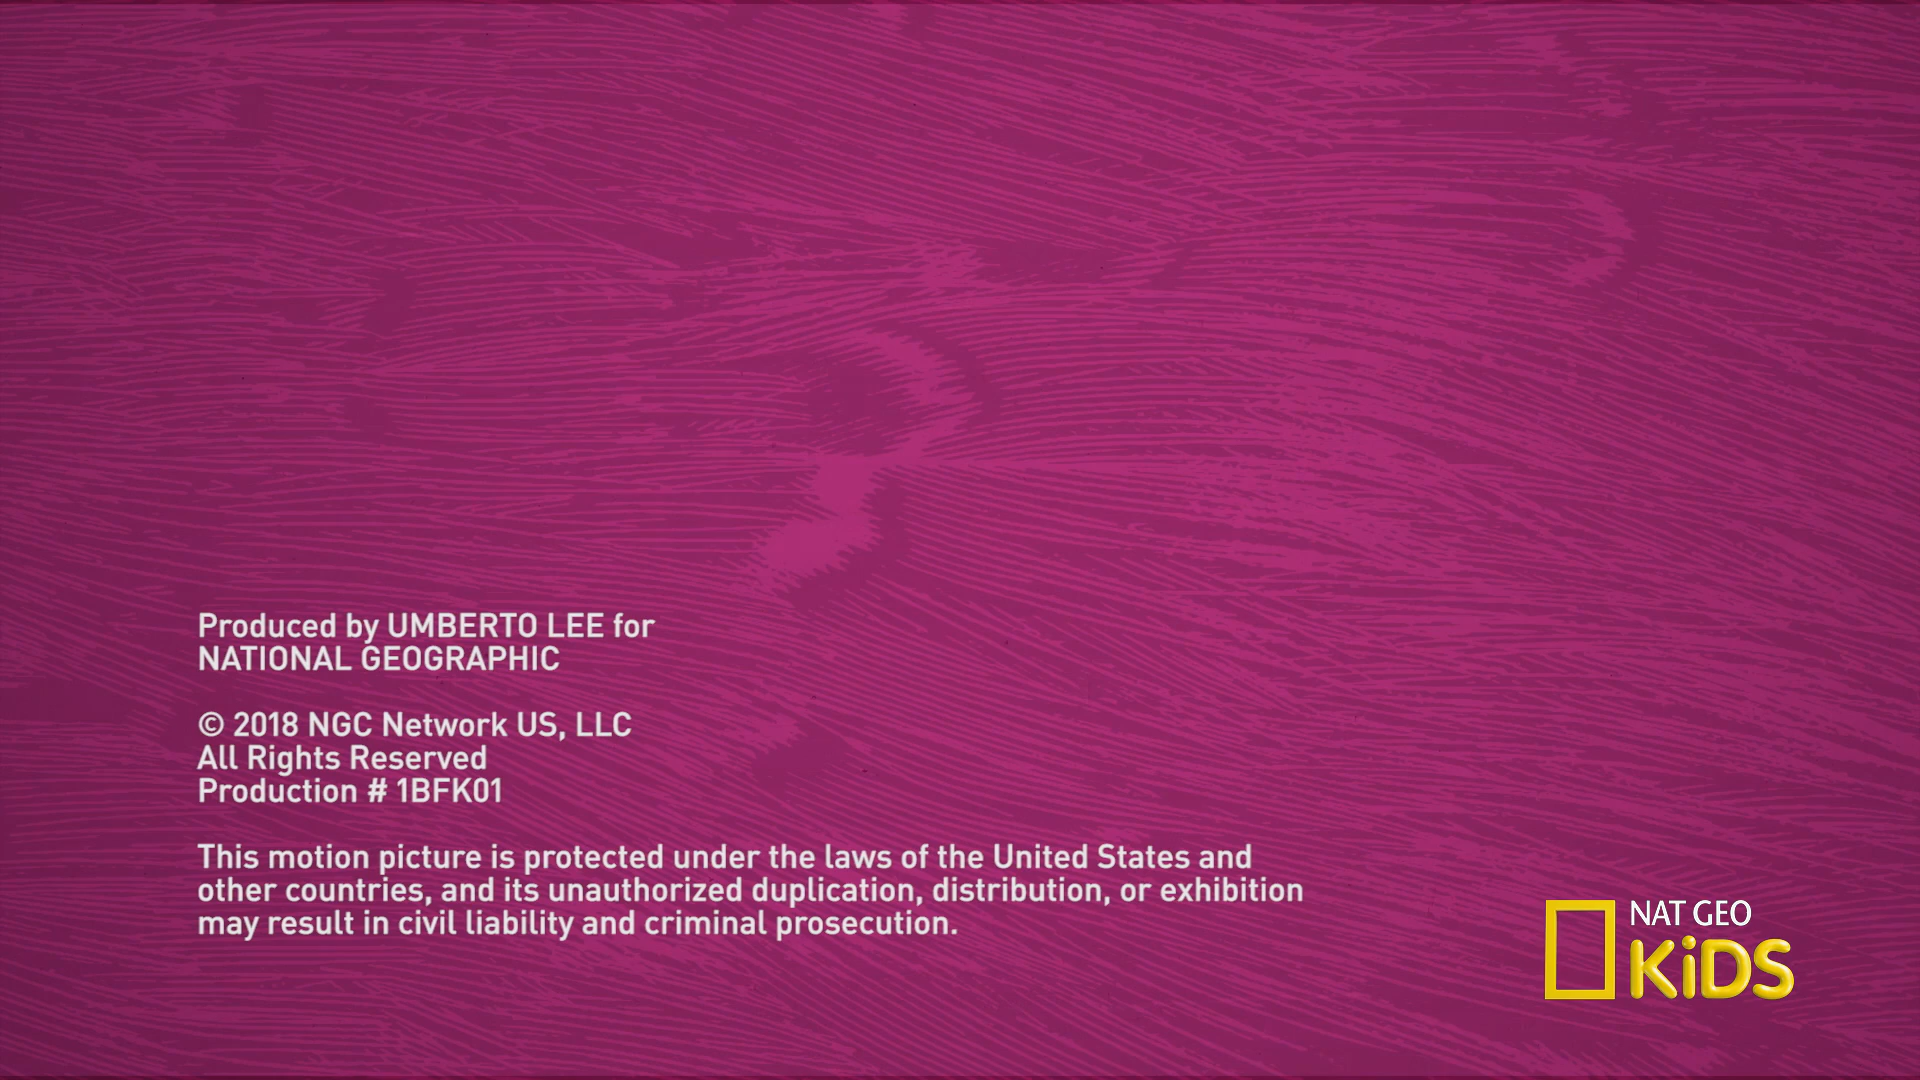 Produced by UMBERTO LEE for
NATIONAL GEOGRAPHIC
© 2018 NGC Network US, LLC
All Rights Reserved
Production # 1BFK01
This motion picture is protected under the laws of the United States and
other countries, and its unauthorized duplication, distribution, or exhibition
may result in civil liability and criminal prosecution.
NAT GEO
KiDS